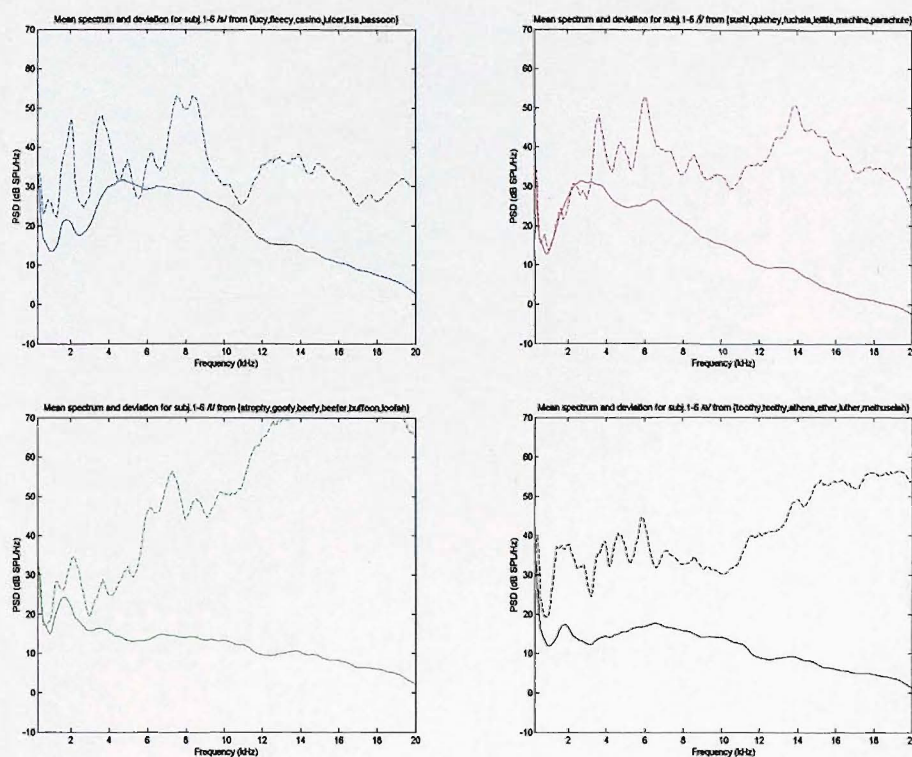 Mean spectrum and deviation for subj.1-6 /s/ from {lucy,fleecy,casino,juicer,lisa,bassoon}
70
60
50
40
30
20
10
0
-10
PSD (dB SPL/Hz)
2 4 6 8 10 12 14 16 18 20
Frequency (kHz)
Mean spectrum and deviation for subj.1-6 /ʃ/ from {sushi,quichey,fuchsia,letitia,machine,parachute}
70
60
50
40
30
20
10
0
-10
PSD (dB SPL/Hz)
2 4 6 8 10 12 14 16 18 20
Frequency (kHz)
Mean spectrum and deviation for subj.1-6 /f/ from {atrophy,goofy,beefy,beefer,buffoon,loofah}
70
60
50
40
30
20
10
0
-10
PSD (dB SPL/Hz)
2 4 6 8 10 12 14 16 18 20
Frequency (kHz)
Mean spectrum and deviation for subj.1-6 /θ/ from {toothy,teethy,athena,ether,luther,methuselah}
70
60
50
40
30
20
10
0
-10
PSD (dB SPL/Hz)
2 4 6 8 10 12 14 16 18 20
Frequency (kHz)